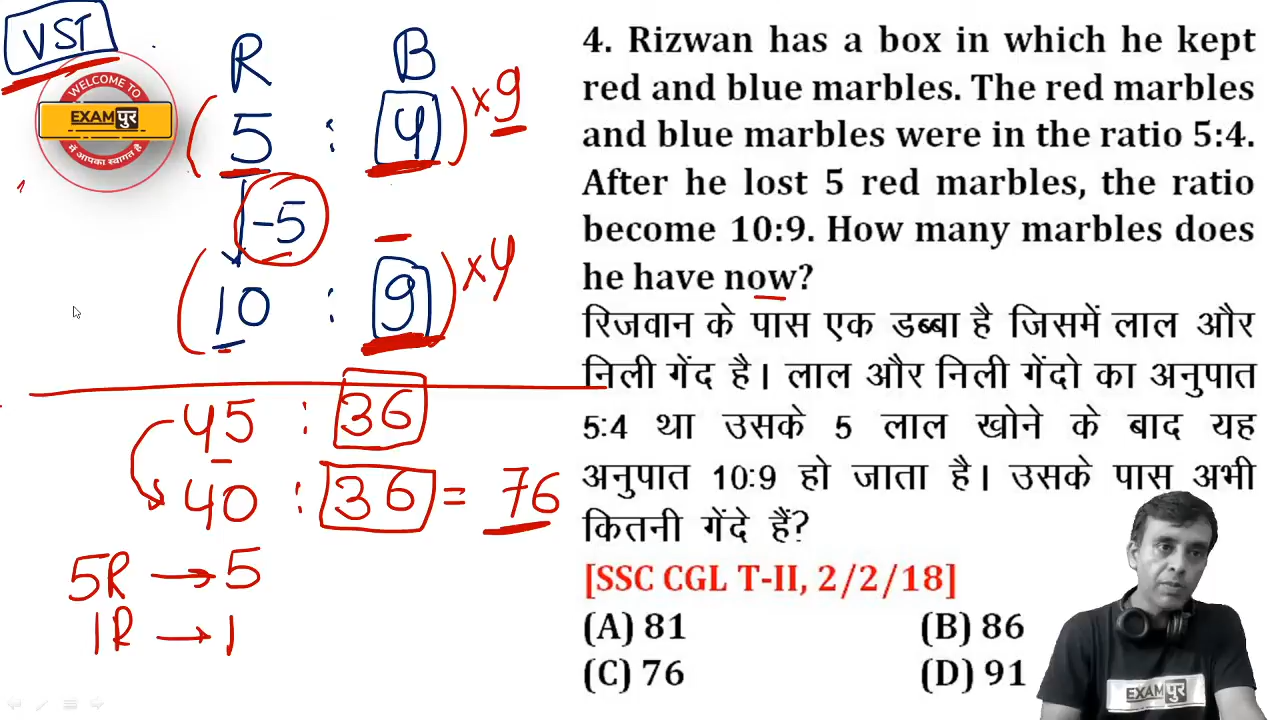 VST
WELCOME TO
EXAMपुर
में आपका स्वागत है
R B
(5 : 4) ×9
-5
(10 : 9) ×4
45 : 36
40 : 36 = 76
5R → 5
1R → 1
4. Rizwan has a box in which he kept
red and blue marbles. The red marbles
and blue marbles were in the ratio 5:4.
After he lost 5 red marbles, the ratio
become 10:9. How many marbles does
he have now?
रिजवान के पास एक डब्बा है जिसमें लाल और
निली गेंद है। लाल और निली गेंदो का अनुपात
5:4 था उसके 5 लाल खोने के बाद यह
अनुपात 10:9 हो जाता है। उसके पास अभी
कितनी गेंदे हैं?
[SSC CGL T-II, 2/2/18]
(A) 81 (B) 86
(C) 76 (D) 91
EXAMपुर